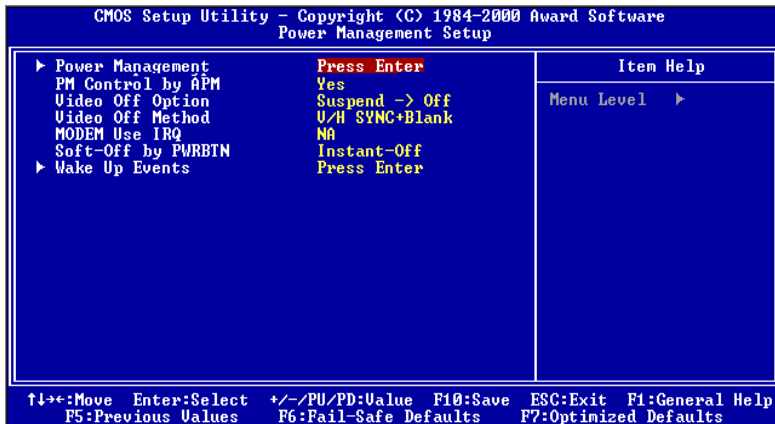 CMOS Setup Utility - Copyright (C) 1984-2000 Award Software
Power Management Setup
▶ Power Management Press Enter
PM Control by APM Yes
Video Off Option Suspend -> Off
Video Off Method V/H SYNC+Blank
MODEM Use IRQ NA
Soft-Off by PWRBTN Instant-Off
▶ Wake Up Events Press Enter
Item Help
Menu Level ▶
↑↓→←:Move Enter:Select +/-/PU/PD:Value F10:Save ESC:Exit F1:General Help
F5:Previous Values F6:Fail-Safe Defaults F7:Optimized Defaults